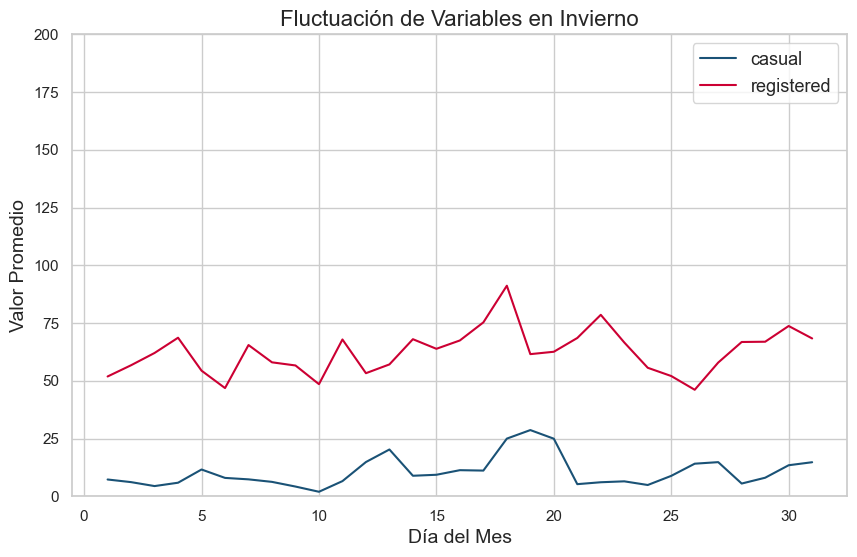 Fluctuación de Variables en Invierno
casual
registered
200
175
150
125
100
75
50
25
0
Valor Promedio
0 5 10 15 20 25 30
Día del Mes